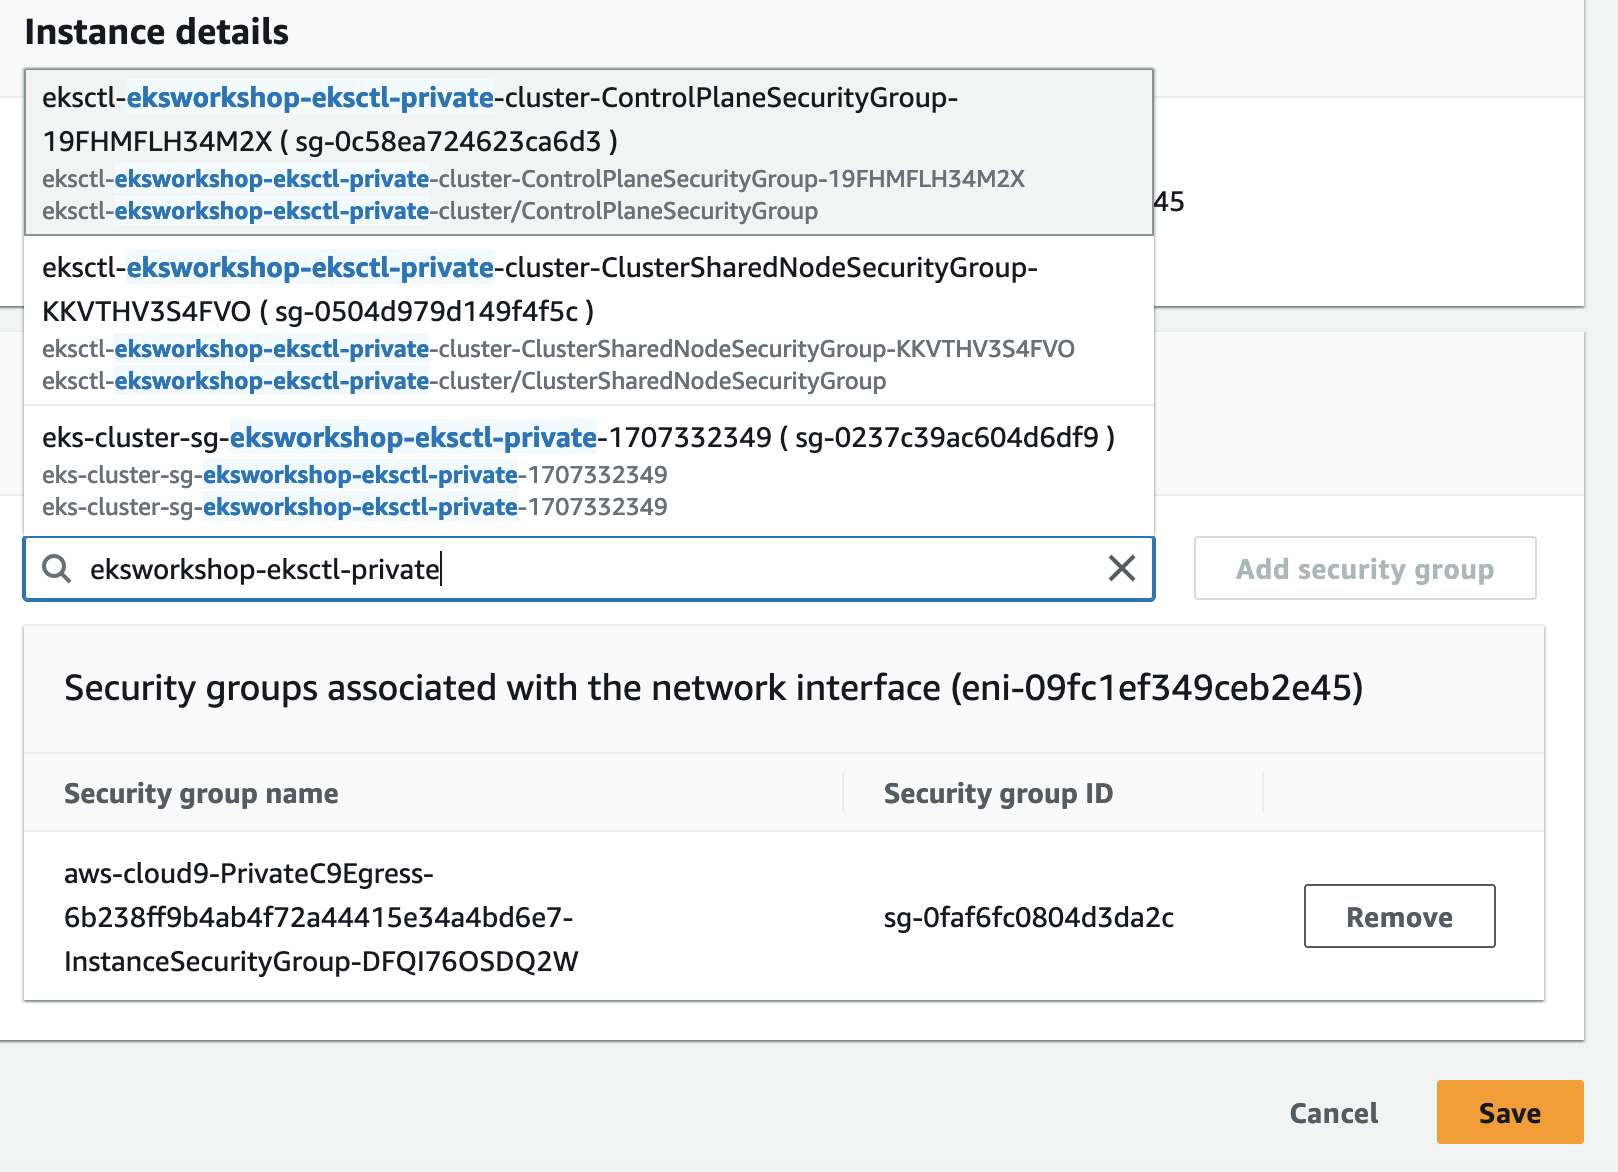 Instance details
eksctl-eksworkshop-eksctl-private-cluster-ControlPlaneSecurityGroup-
19FHMFLH34M2X ( sg-0c58ea724623ca6d3 )
eksctl-eksworkshop-eksctl-private-cluster-ControlPlaneSecurityGroup-19FHMFLH34M2X
eksctl-eksworkshop-eksctl-private-cluster/ControlPlaneSecurityGroup
45
eksctl-eksworkshop-eksctl-private-cluster-ClusterSharedNodeSecurityGroup-
KKVTHV3S4FVO ( sg-0504d979d149f4f5c )
eksctl-eksworkshop-eksctl-private-cluster-ClusterSharedNodeSecurityGroup-KKVTHV3S4FVO
eksctl-eksworkshop-eksctl-private-cluster/ClusterSharedNodeSecurityGroup
eks-cluster-sg-eksworkshop-eksctl-private-1707332349 ( sg-0237c39ac604d6df9 )
eks-cluster-sg-eksworkshop-eksctl-private-1707332349
eks-cluster-sg-eksworkshop-eksctl-private-1707332349
eksworkshop-eksctl-private
Add security group
Security groups associated with the network interface (eni-09fc1ef349ceb2e45)
Security group name
Security group ID
aws-cloud9-PrivateC9Egress-
6b238ff9b4ab4f72a44415e34a4bd6e7-
InstanceSecurityGroup-DFQI76OSDQ2W
sg-0faf6fc0804d3da2c
Remove
Cancel
Save